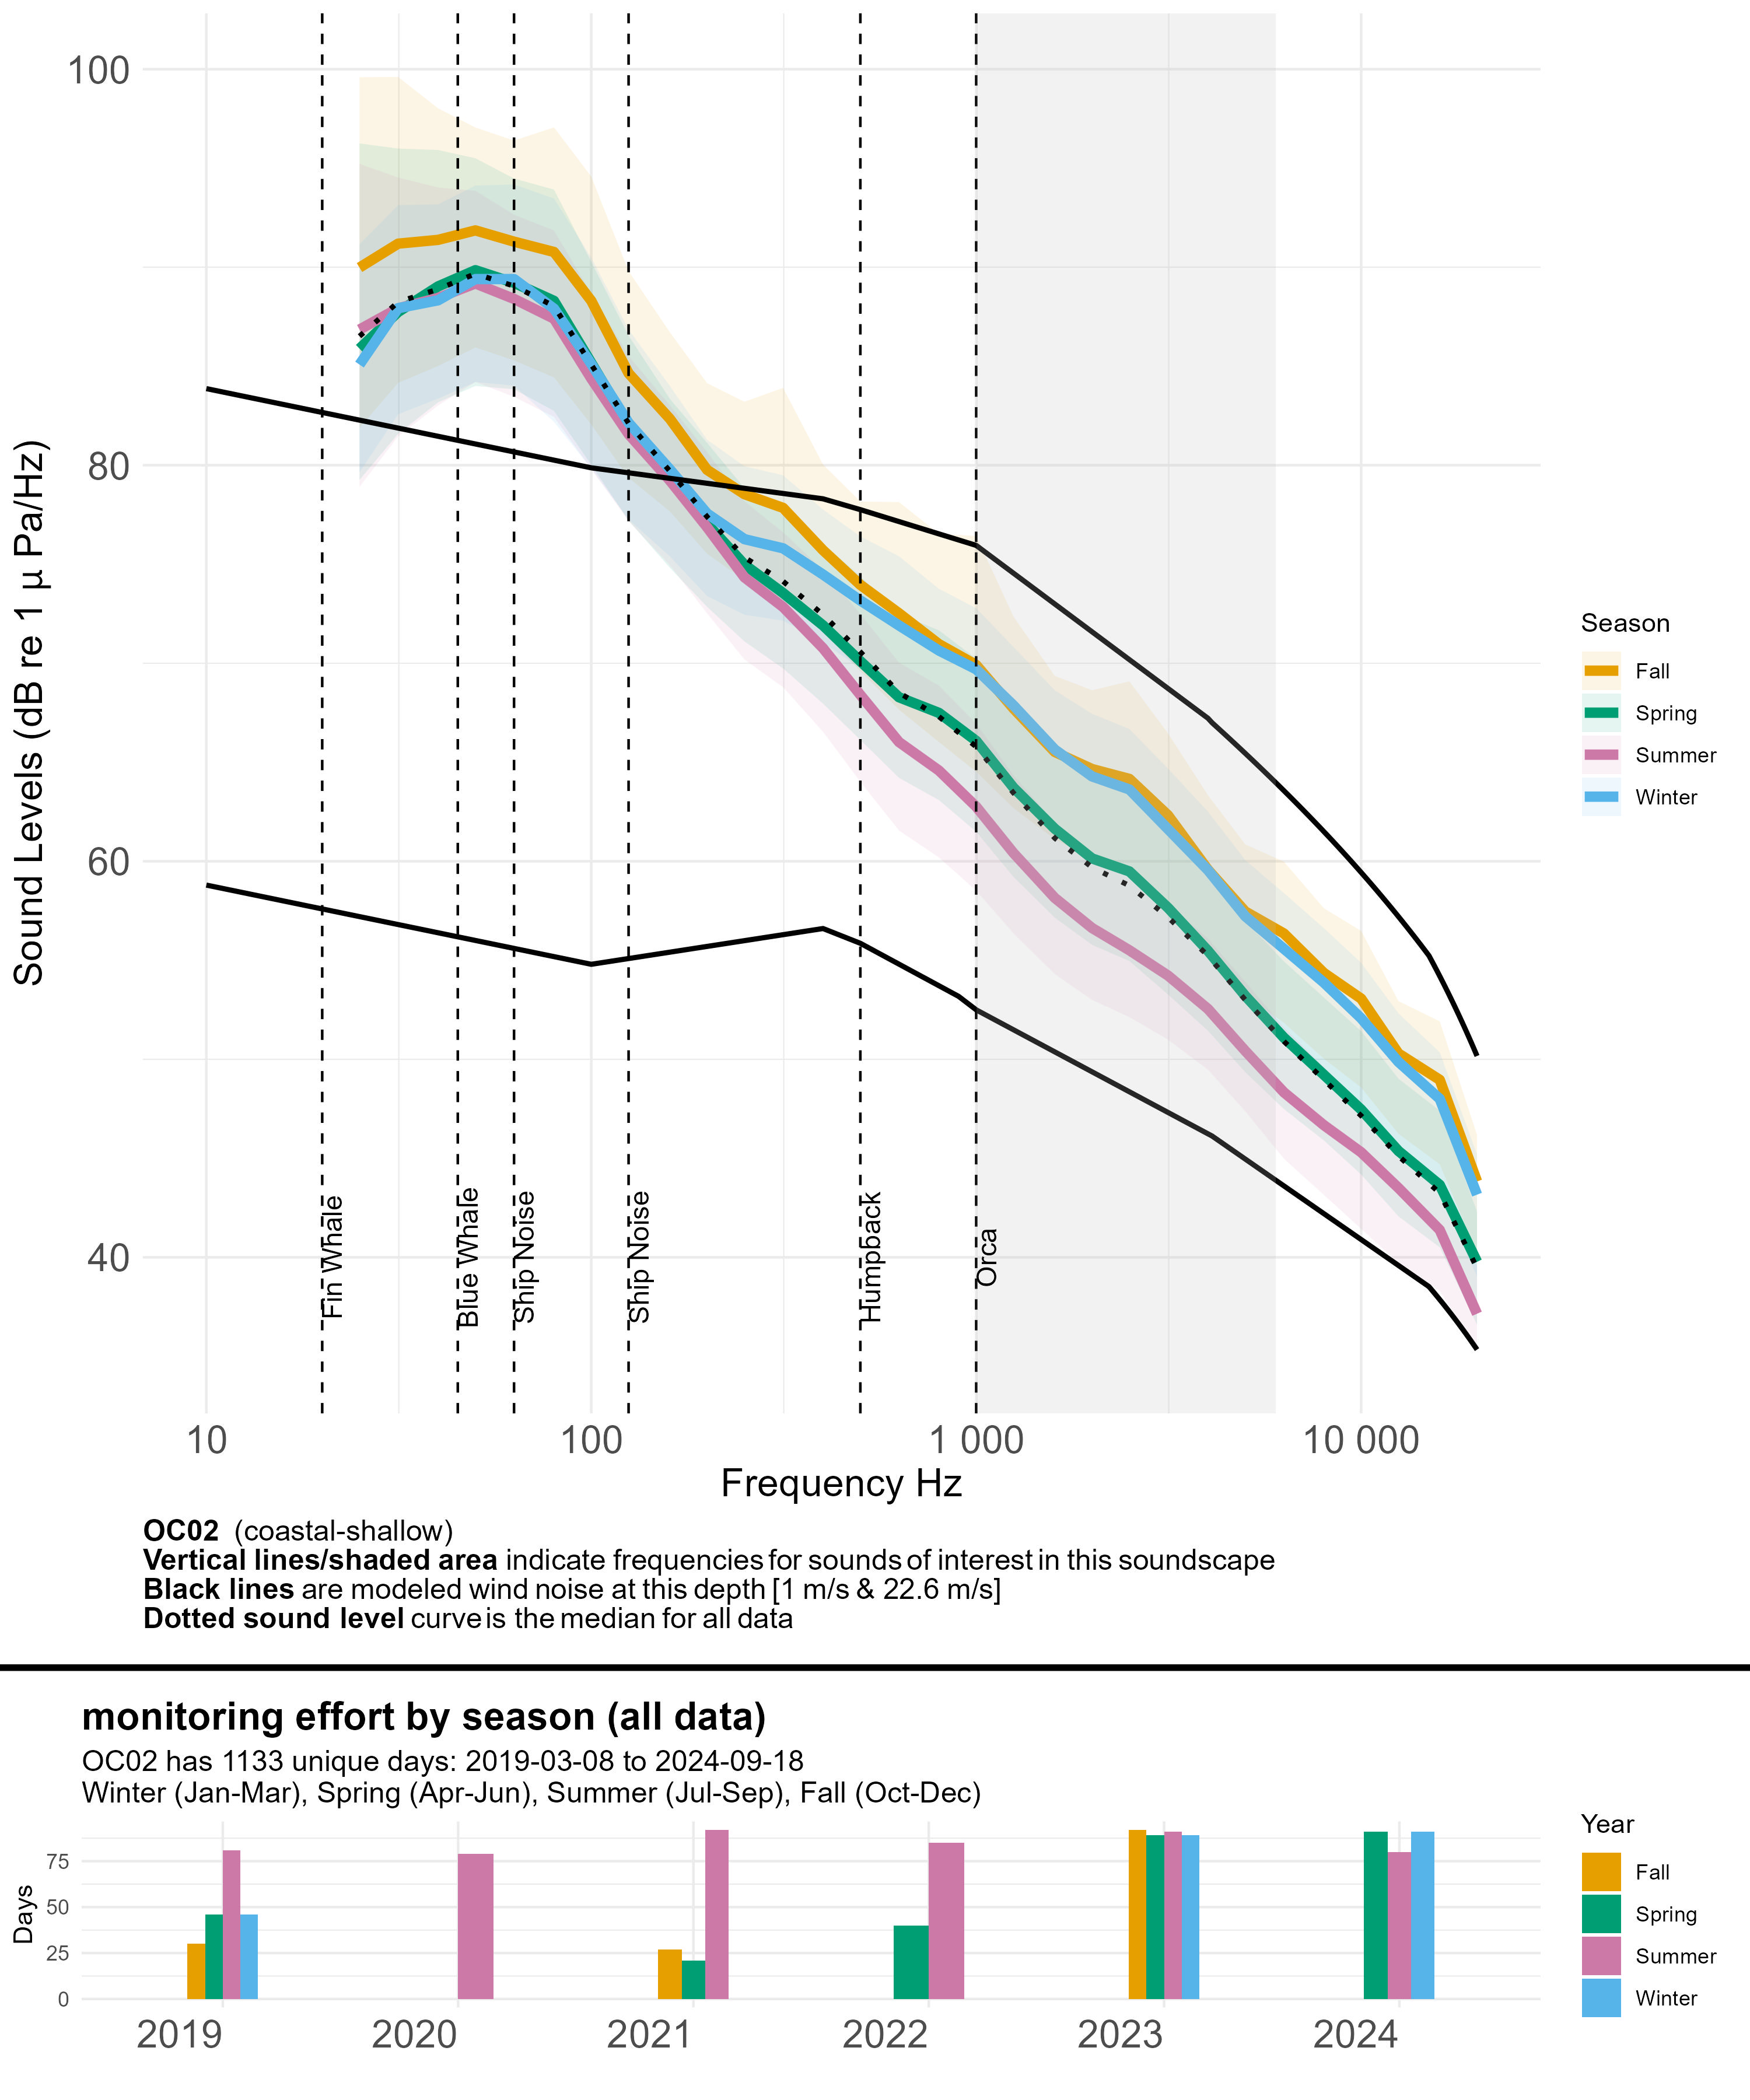 100
80
60
40
Sound Levels (dB re 1 µ Pa/Hz)
Fin Whale
Blue Whale
Ship Noise
Ship Noise
Humpback
Orca
10
100
1 000
10 000
Frequency Hz
Season
Fall
Spring
Summer
Winter
OC02 (coastal-shallow)
Vertical lines/shaded area indicate frequencies for sounds of interest in this soundscape
Black lines are modeled wind noise at this depth [1 m/s & 22.6 m/s]
Dotted sound level curve is the median for all data
monitoring effort by season (all data)
OC02 has 1133 unique days: 2019-03-08 to 2024-09-18
Winter (Jan-Mar), Spring (Apr-Jun), Summer (Jul-Sep), Fall (Oct-Dec)
Days
75
50
25
0
2019
2020
2021
2022
2023
2024
Year
Fall
Spring
Summer
Winter